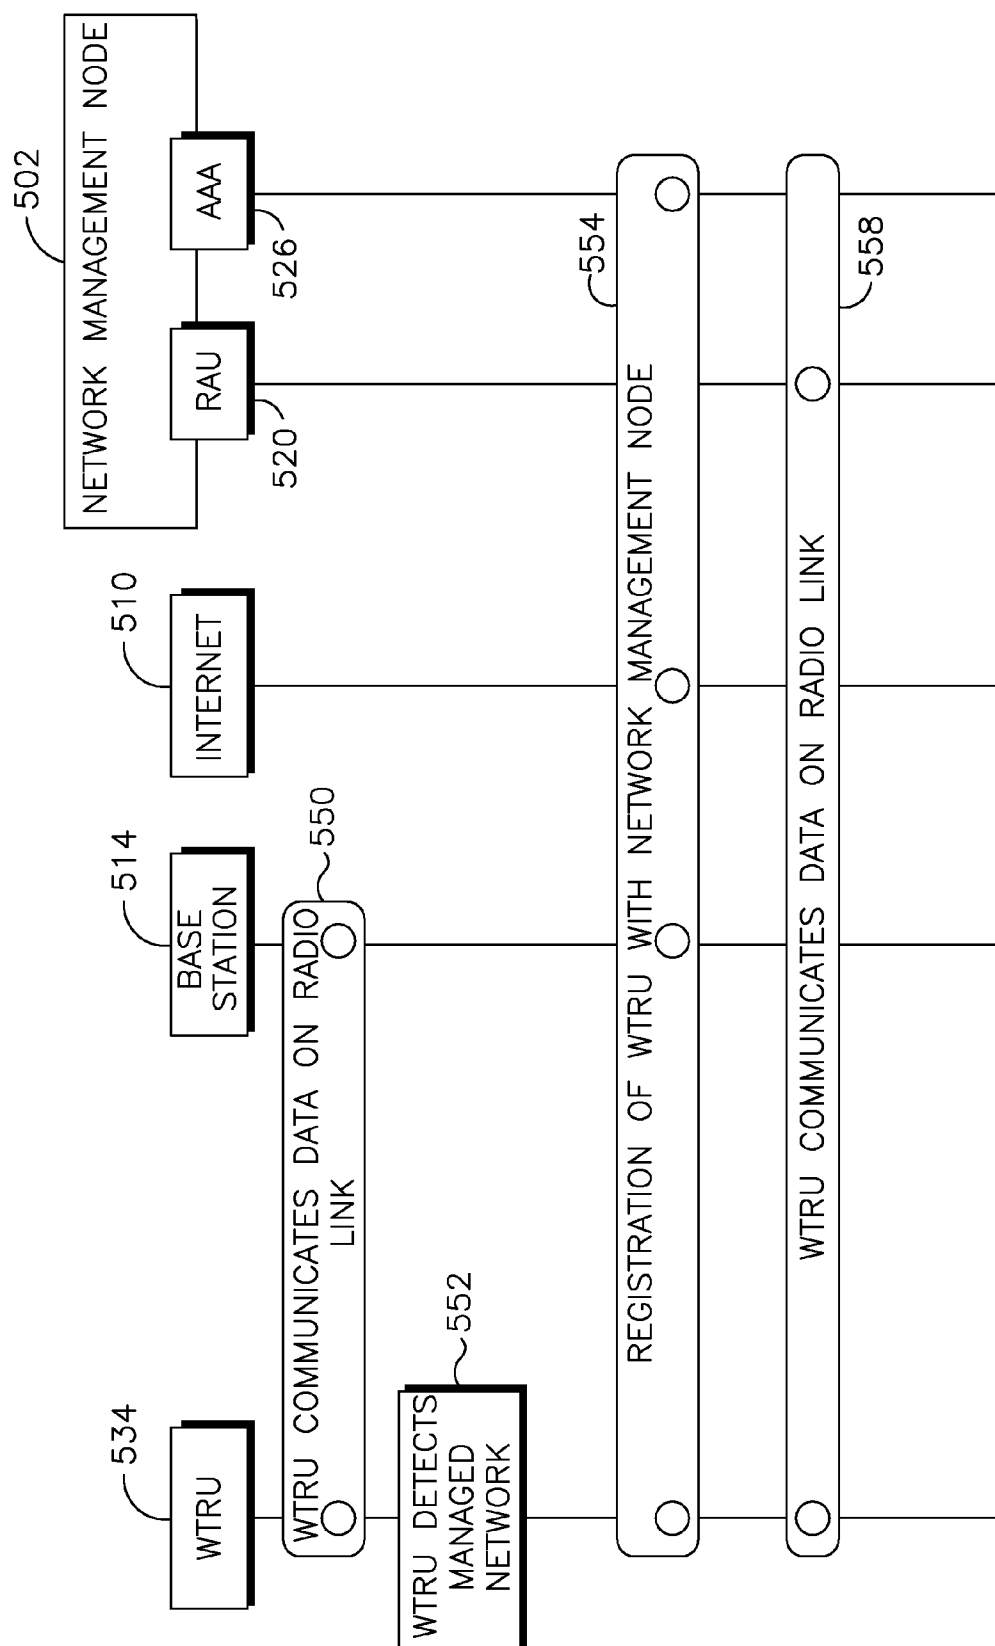 534
WTRU
514
BASE
STATION
510
INTERNET
502
NETWORK MANAGEMENT NODE
RAU
520
AAA
526
WTRU COMMUNICATES DATA ON RADIO
LINK
550
WTRU DETECTS
MANAGED
NETWORK
552
REGISTRATION OF WTRU WITH NETWORK MANAGEMENT NODE
554
WTRU COMMUNICATES DATA ON RADIO LINK
558